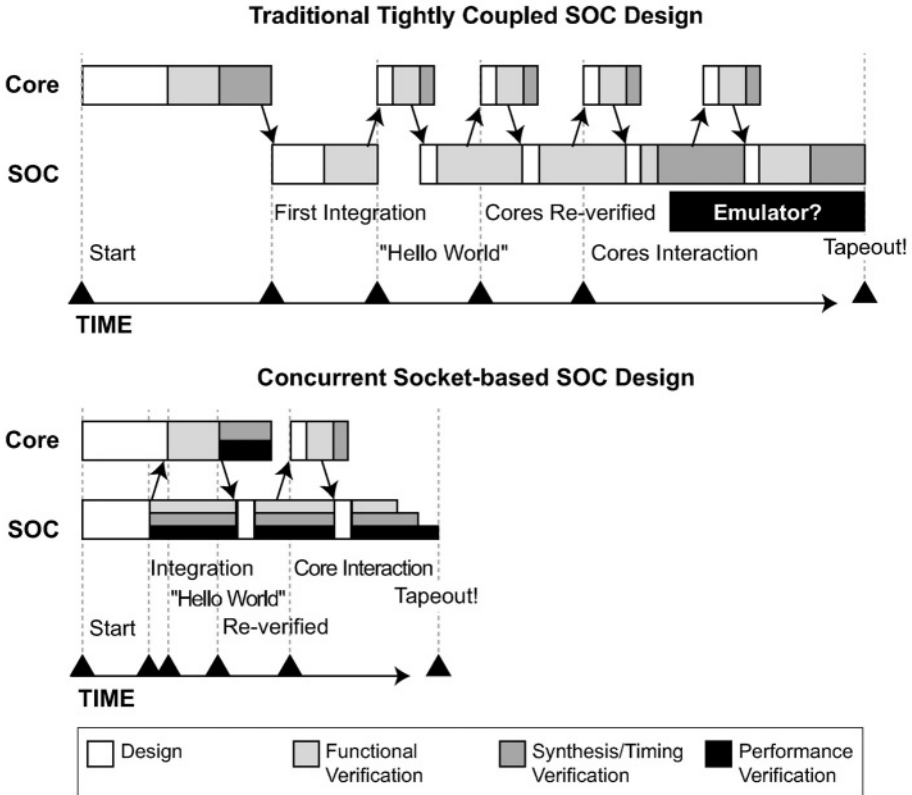 Traditional Tightly Coupled SOC Design
Core
SOC
First Integration
Cores Re-verified
Emulator?
Start
"Hello World"
Cores Interaction
Tapeout!
TIME
Concurrent Socket-based SOC Design
Core
SOC
Integration
Core Interaction
"Hello World"
Tapeout!
Start
Re-verified
TIME
Design
Functional
Verification
Synthesis/Timing
Verification
Performance
Verification